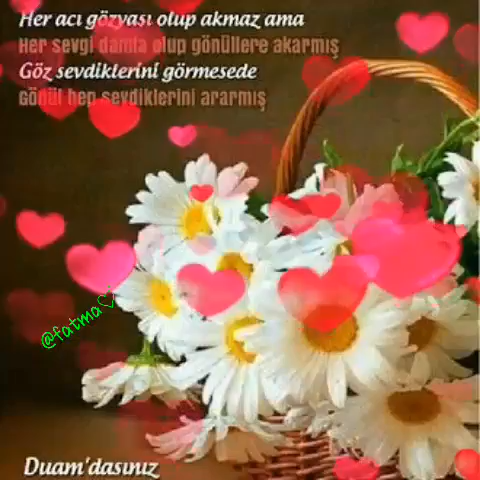 Her acı gözyası olup akmaz ama
Her sevgi damla olup gönüllere akarmış
Göz sevdiklerini görmesede
Gönül hep sevdiklerini ararmış
@fatma♡
Duam'dasınız